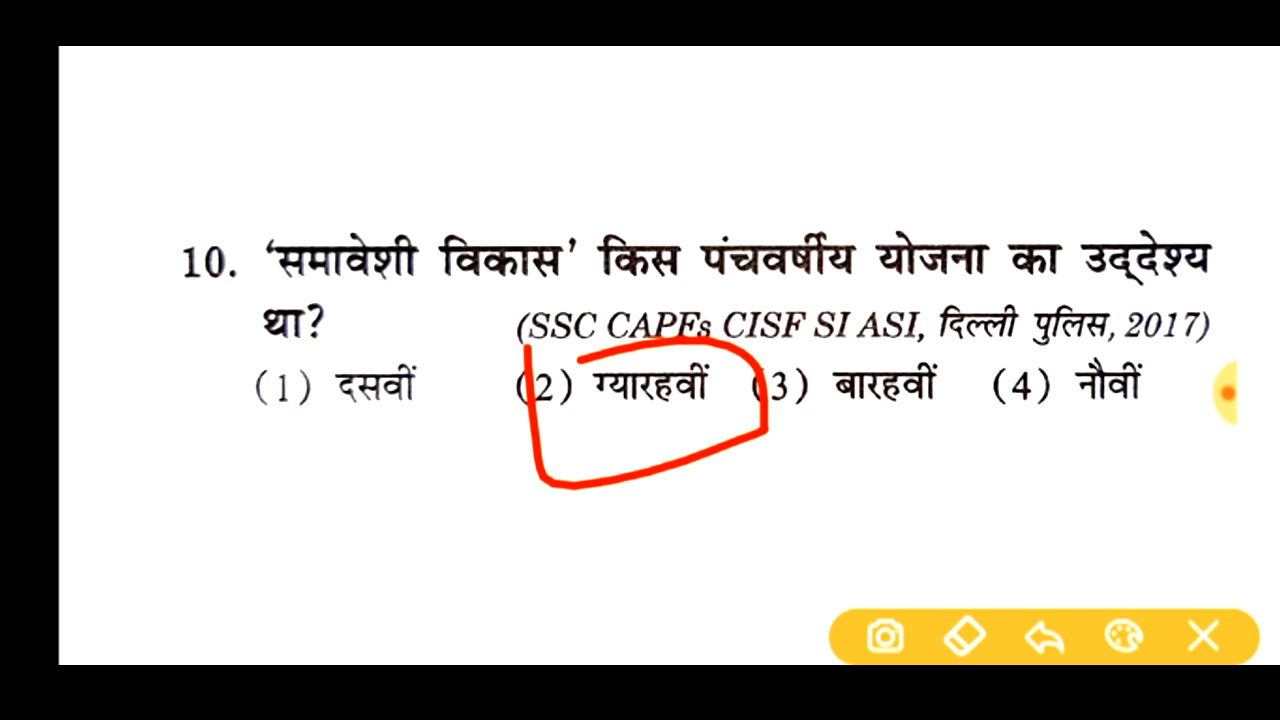 10. ‘समावेशी विकास’ किस पंचवर्षीय योजना का उद्देश्य
था? (SSC CAPFs CISF SI ASI, दिल्ली पुलिस, 2017)
(1) दसवीं (2) ग्यारहवीं (3) बारहवीं (4) नौवीं